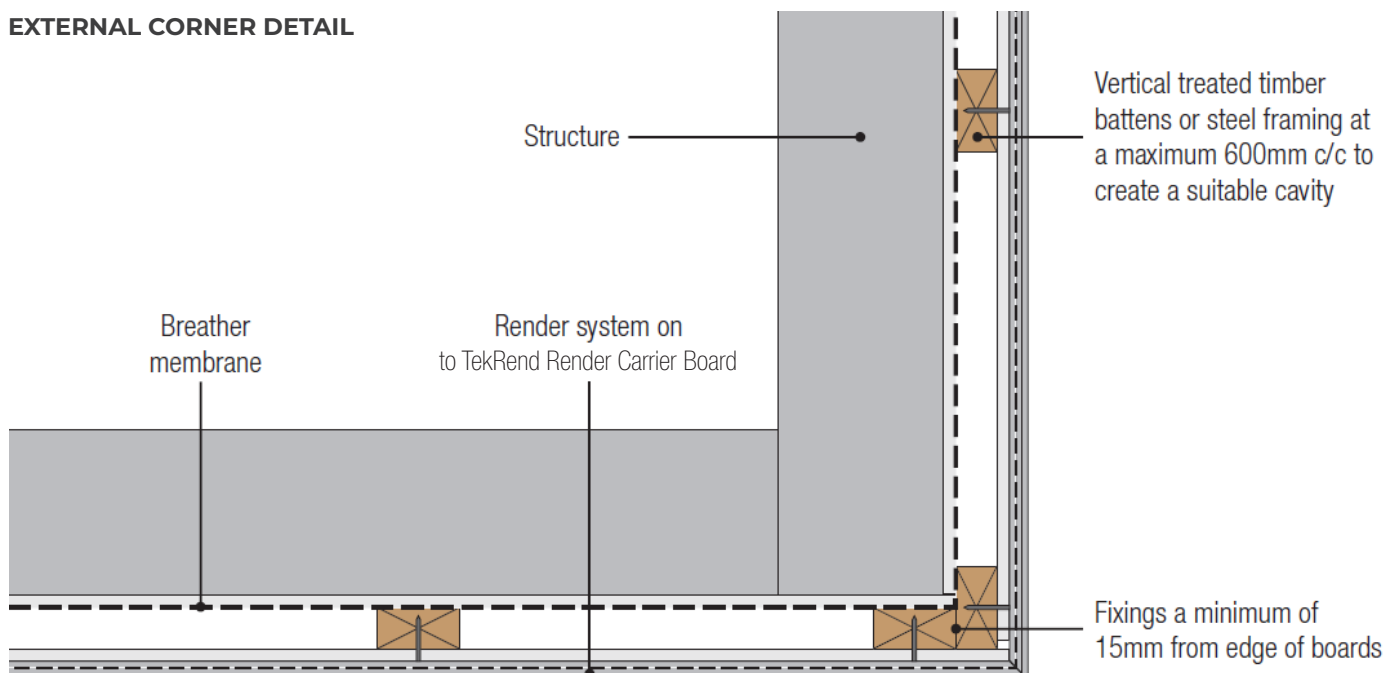 EXTERNAL CORNER DETAIL
Structure
Vertical treated timber
battens or steel framing at
a maximum 600mm c/c to
create a suitable cavity
Breather
membrane
Render system on
to TekRend Render Carrier Board
Fixings a minimum of
15mm from edge of boards